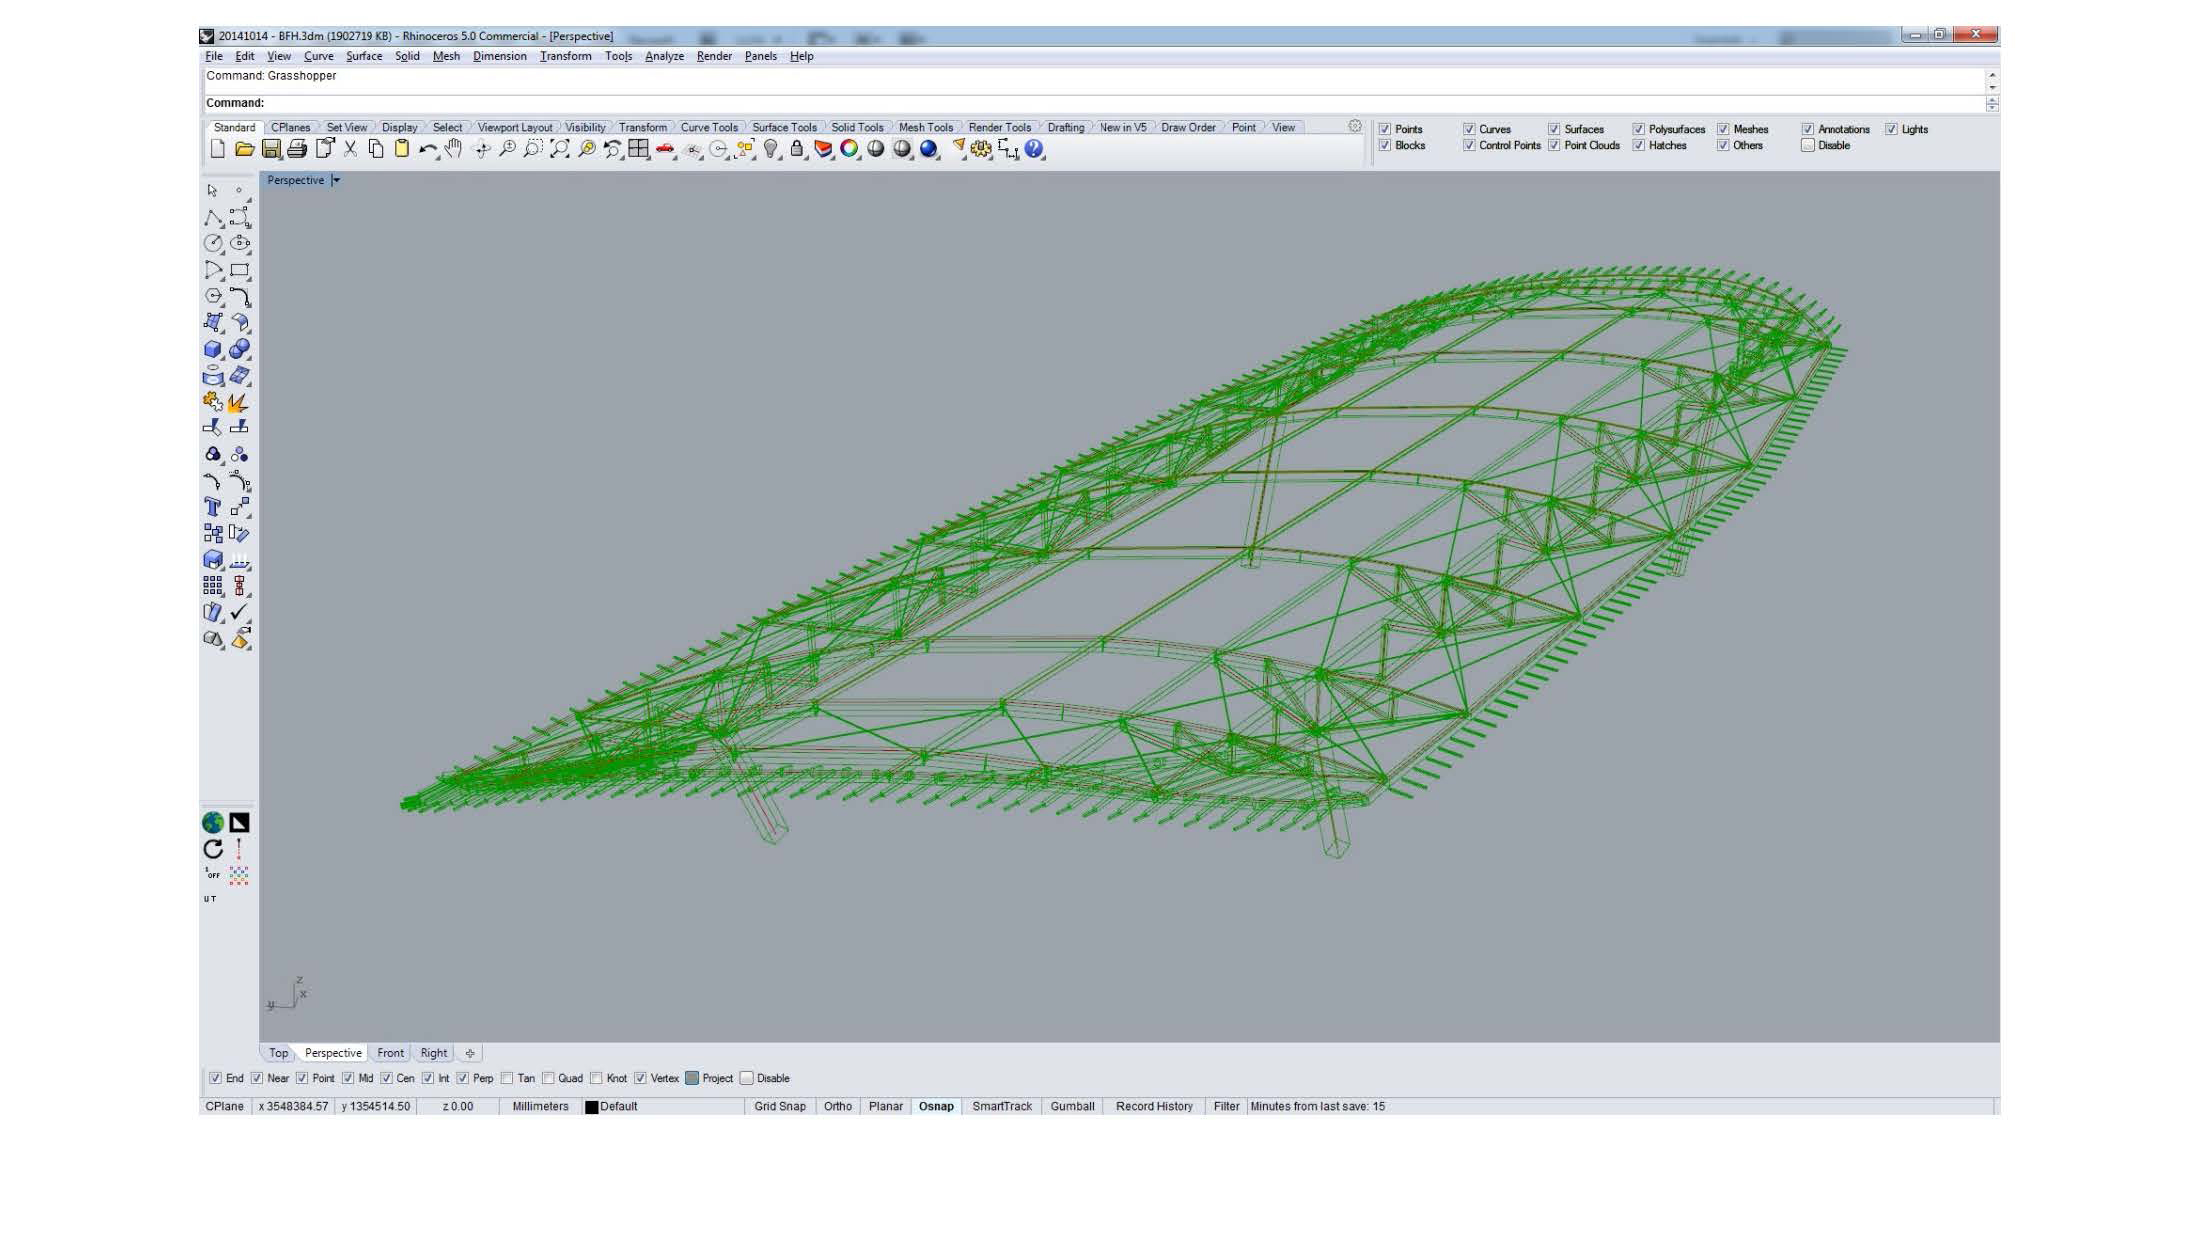 20141014 - BFH.3dm (1902719 KB) - Rhinoceros 5.0 Commercial - [Perspective]
File Edit View Curve Surface Solid Mesh Dimension Transform Tools Analyze Render Panels Help
Command: Grasshopper
Command:
Standard CPlanes Set View Display Select Viewport Layout Visibility Transform Curve Tools Surface Tools Solid Tools Mesh Tools Render Tools Drafting New in V5 Draw Order Point View
Points Curves Surfaces Polysurfaces Meshes Annotations Lights
Blocks Control Points Point Clouds Hatches Others Disable
Perspective
1 OFF
U T
z
x
y
Top Perspective Front Right
End Near Point Mid Cen Int Perp Tan Quad Knot Vertex Project Disable
CPlane x 3548384.57 y 1354514.50 z 0.00 Millimeters Default Grid Snap Ortho Planar Osnap SmartTrack Gumball Record History Filter Minutes from last save: 15